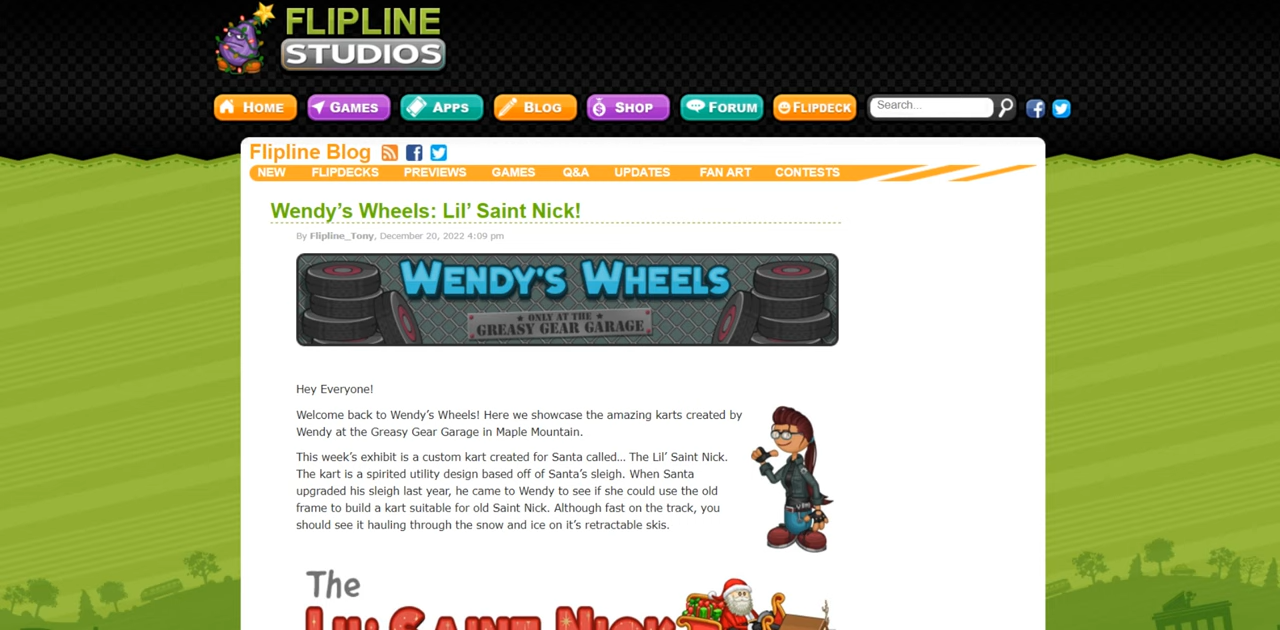 FLIPLINE
STUDIOS
HOME GAMES APPS BLOG SHOP FORUM FLIPDECK Search...
Flipline Blog
NEW FLIPDECKS PREVIEWS GAMES Q&A UPDATES FAN ART CONTESTS
Wendy's Wheels: Lil' Saint Nick!
By Flipline_Tony, December 20, 2022 4:09 pm
WENDY'S WHEELS
★ ONLY AT THE ★
GREASY GEAR GARAGE
Hey Everyone!
Welcome back to Wendy's Wheels! Here we showcase the amazing karts created by
Wendy at the Greasy Gear Garage in Maple Mountain.
This week's exhibit is a custom kart created for Santa called... The Lil' Saint Nick.
The kart is a spirited utility design based off of Santa's sleigh. When Santa
upgraded his sleigh last year, he came to Wendy to see if she could use the old
frame to build a kart suitable for old Saint Nick. Although fast on the track, you
should see it hauling through the snow and ice on it's retractable skis.
The
LIL' SAINT NICK